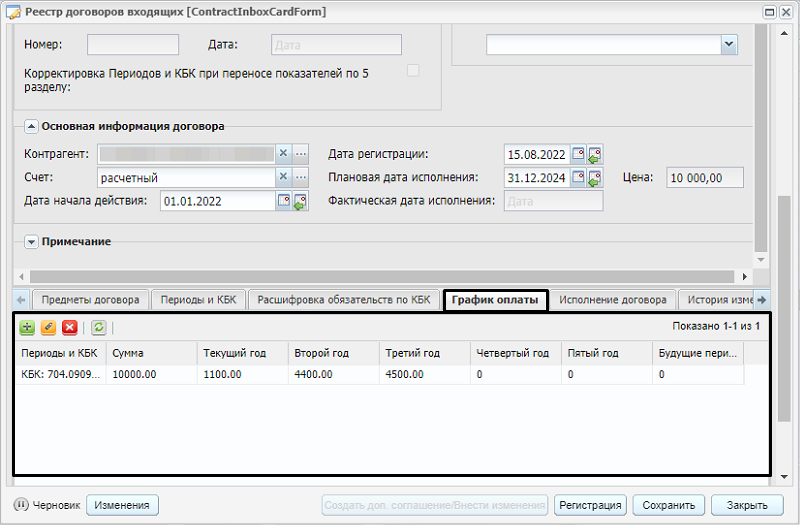 Реестр договоров входящих [ContractInboxCardForm]
Номер: Дата: Дата
Корректировка Периодов и КБК при переносе показателей по 5
разделу:
Основная информация договора
Контрагент: Дата регистрации: 15.08.2022
Счет: расчетный Плановая дата исполнения: 31.12.2024 Цена: 10 000,00
Дата начала действия: 01.01.2022 Фактическая дата исполнения: Дата
Примечание
Предметы договора Периоды и КБК Расшифровка обязательств по КБК График оплаты Исполнение договора История изме
Показано 1-1 из 1
Периоды и КБК Сумма Текущий год Второй год Третий год Четвертый год Пятый год Будущие пери...
КБК: 704.0909... 10000.00 1100.00 4400.00 4500.00 0 0 0
Черновик Изменения Создать доп. соглашение/Внести изменения Регистрация Сохранить Закрыть